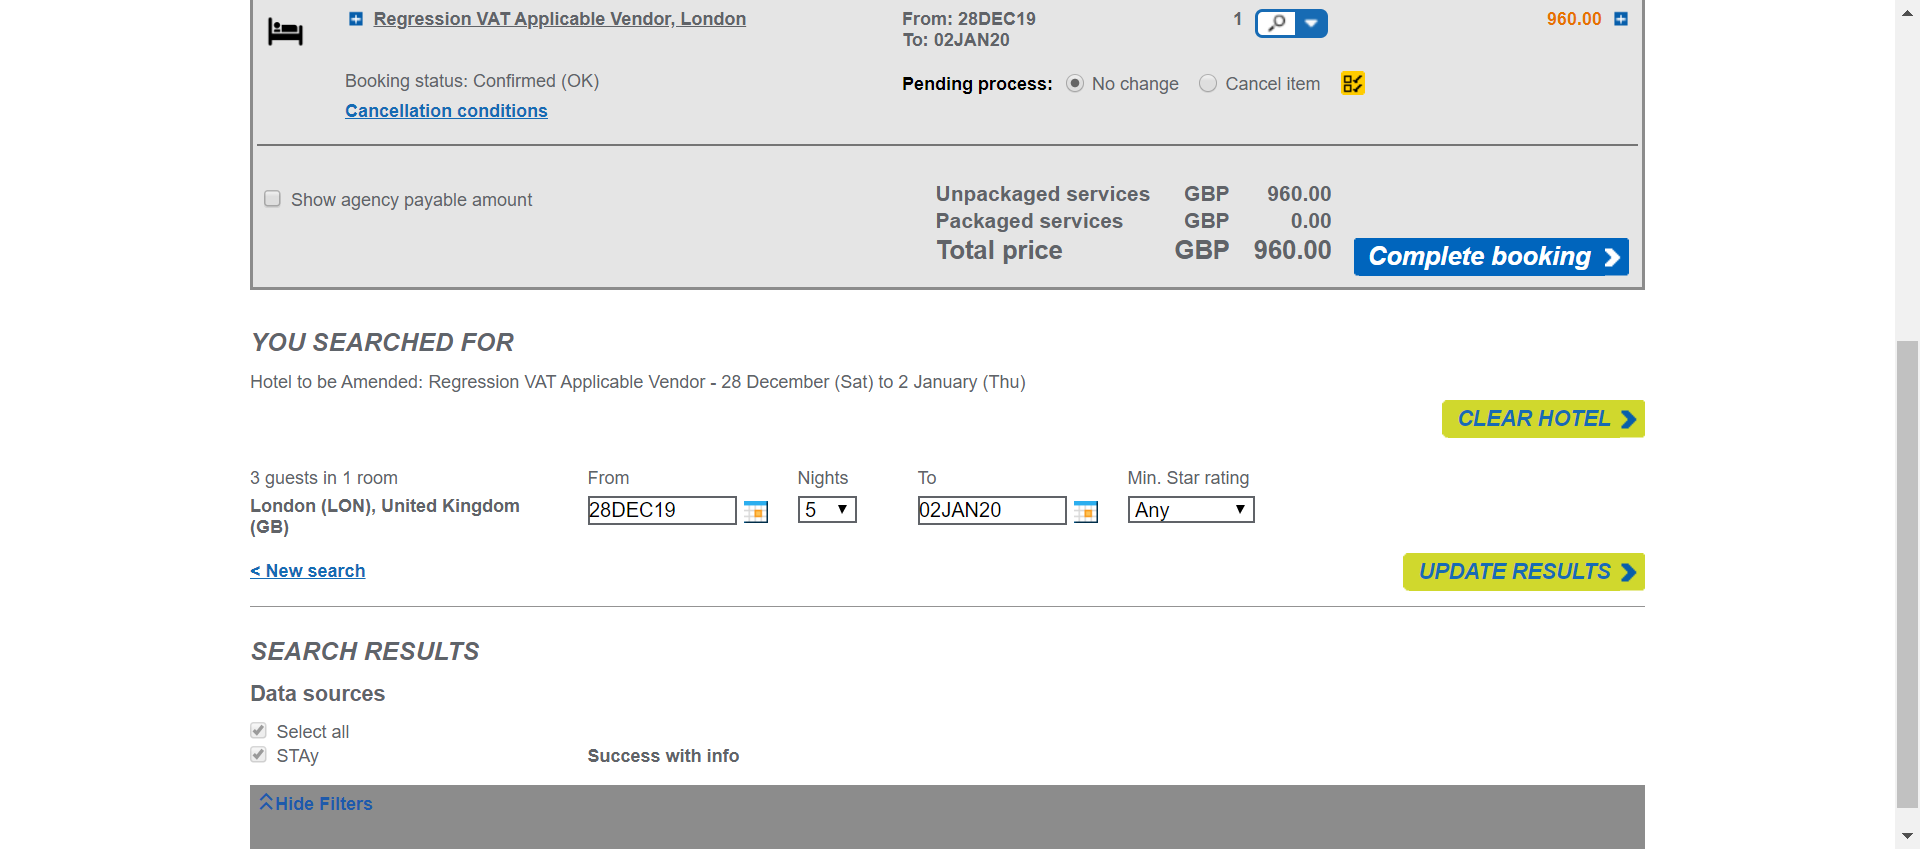 Regression VAT Applicable Vendor, London From: 28DEC19 1 960.00
To: 02JAN20
Booking status: Confirmed (OK) Pending process: No change Cancel item
Cancellation conditions
Show agency payable amount
Unpackaged services GBP 960.00
Packaged services GBP 0.00
Total price GBP 960.00
Complete booking
YOU SEARCHED FOR
Hotel to be Amended: Regression VAT Applicable Vendor - 28 December (Sat) to 2 January (Thu)
CLEAR HOTEL
3 guests in 1 room From Nights To Min. Star rating
London (LON), United Kingdom
(GB)
28DEC19 5 02JAN20 Any
< New search
UPDATE RESULTS
SEARCH RESULTS
Data sources
Select all
STAy Success with info
Hide Filters